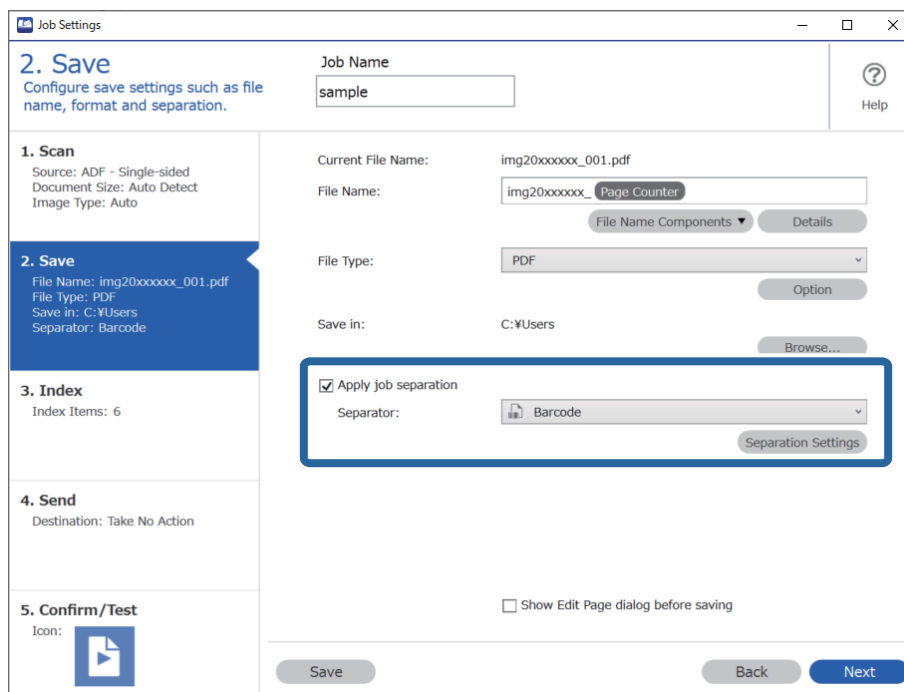 Job Settings
2. Save
Configure save settings such as file
name, format and separation.
Job Name
sample
Help
1. Scan
Source: ADF - Single-sided
Document Size: Auto Detect
Image Type: Auto
2. Save
File Name: img20xxxxxx_001.pdf
File Type: PDF
Save in: C:¥Users
Separator: Barcode
3. Index
Index Items: 6
4. Send
Destination: Take No Action
5. Confirm/Test
Icon:
Current File Name: img20xxxxxx_001.pdf
File Name: img20xxxxxx_ Page Counter
File Name Components ▼ Details
File Type: PDF
Option
Save in: C:¥Users
Browse...
Apply job separation
Separator: Barcode
Separation Settings
Show Edit Page dialog before saving
Save Back Next